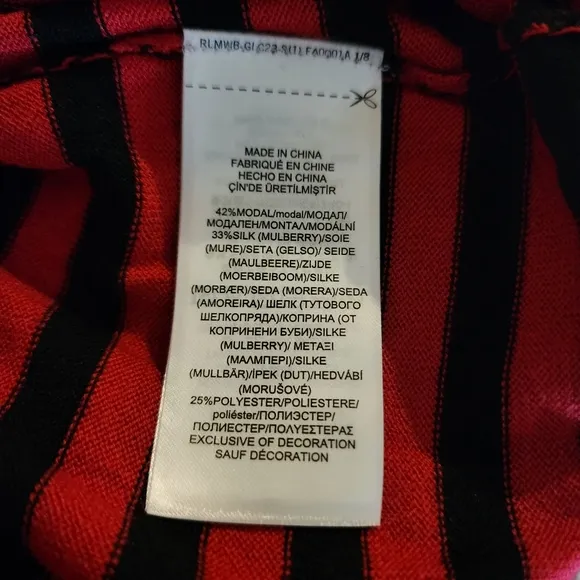 MADE IN CHINA
FABRIQUÉ EN CHINE
HECHO EN CHINA
ÇİN'DE ÜRETİLMİŞTİR
42%MODAL/modal/МОДАЛ/
МОДАЛЕН/ΜΟΝΤΑΛ/MODÁLNÍ
33%SILK (MULBERRY)/SOIE
(MURE)/SETA (GELSO)/ SEIDE
(MAULBEERE)/ZIJDE
(MOERBEIBOOM)/SILKE
(MORBÆR)/SEDA (MORERA)/SEDA
(AMOREIRA)/ ШЕЛК (ТУТОВОГО
ШЕЛКОПРЯДА)/КОПРИНА (ОТ
КОПРИНЕНИ БУБИ)/SILKE
(MULBERRY)/ ΜΕΤΑΞΙ
(ΜΑΛΜΠΕΡΙ)/SILKE
(MULLBÄR)/İPEK (DUT)/HEDVÁBÍ
(MORUŠOVÉ)
25%POLYESTER/POLIESTERE/
poliéster/ПОЛИЭСТЕР/
ПОЛИЕСТЕР/ΠΟΛΥΕΣΤΕΡΑΣ
EXCLUSIVE OF DECORATION
SAUF DÉCORATION